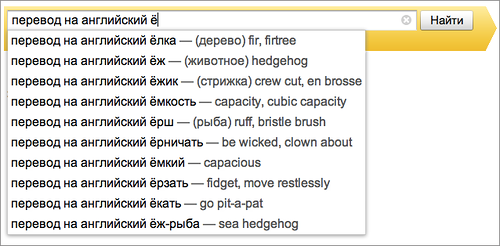 перевод на английский ё Найти
перевод на английский ёлка — (дерево) fir, firtree
перевод на английский ёж — (животное) hedgehog
перевод на английский ёжик — (стрижка) crew cut, en brosse
перевод на английский ёмкость — capacity, cubic capacity
перевод на английский ёрш — (рыба) ruff, bristle brush
перевод на английский ёрничать — be wicked, clown about
перевод на английский ёмкий — capacious
перевод на английский ёрзать — fidget, move restlessly
перевод на английский ёкать — go pit-a-pat
перевод на английский ёж-рыба — sea hedgehog